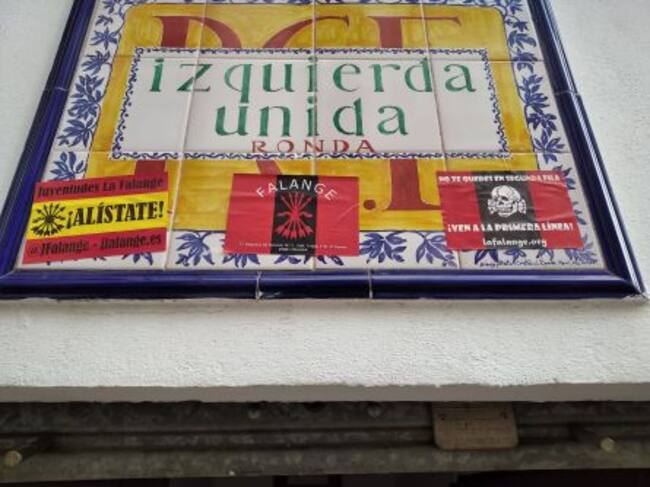 P.C.E.
izquierda
unida
RONDA
Juventudes La Falange
¡ALÍSTATE!
@JFalange - jlalange.es
FALANGE
NO TE QUEDES EN SEGUNDA FILA
¡VEN A LA PRIMERA LÍNEA!
lafalange.org